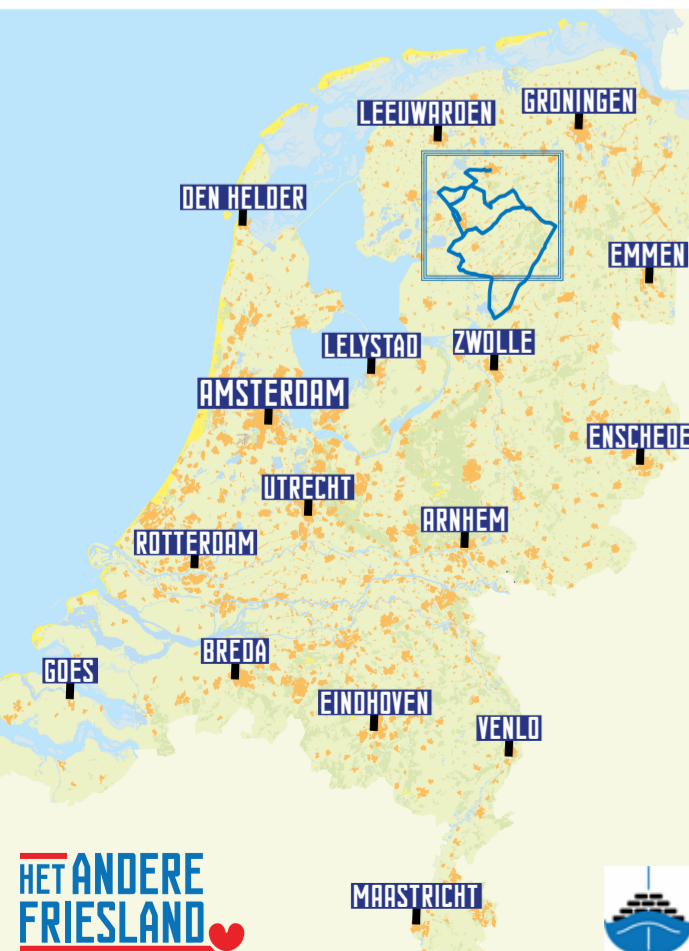 LEEUWARDEN
GRONINGEN
DEN HELDER
EMMEN
LELYSTAD
ZWOLLE
AMSTERDAM
ENSCHEDE
UTRECHT
ARNHEM
ROTTERDAM
BREDA
GOES
EINDHOVEN
VENLO
MAASTRICHT
HET ANDERE
FRIESLAND